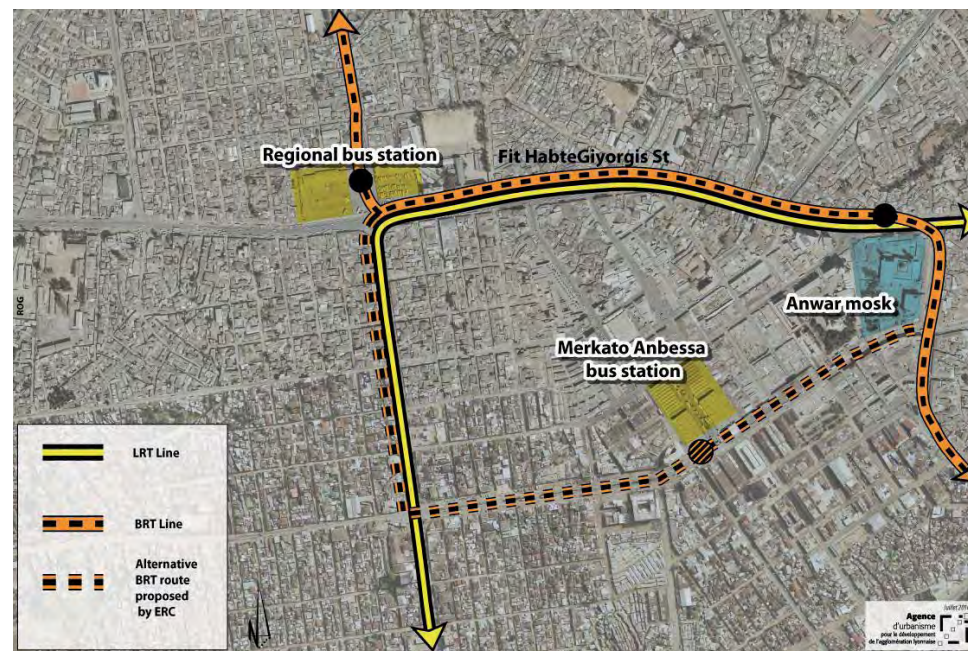 Regional bus station
Fit HabteGiyorgis St
Anwar mosk
Merkato Anbessa
bus station
ROG
LRT Line
BRT Line
Alternative
BRT route
proposed
by ERC
N
Agence
d'urbanisme
pour le développement
de l'agglomération lyonnaise